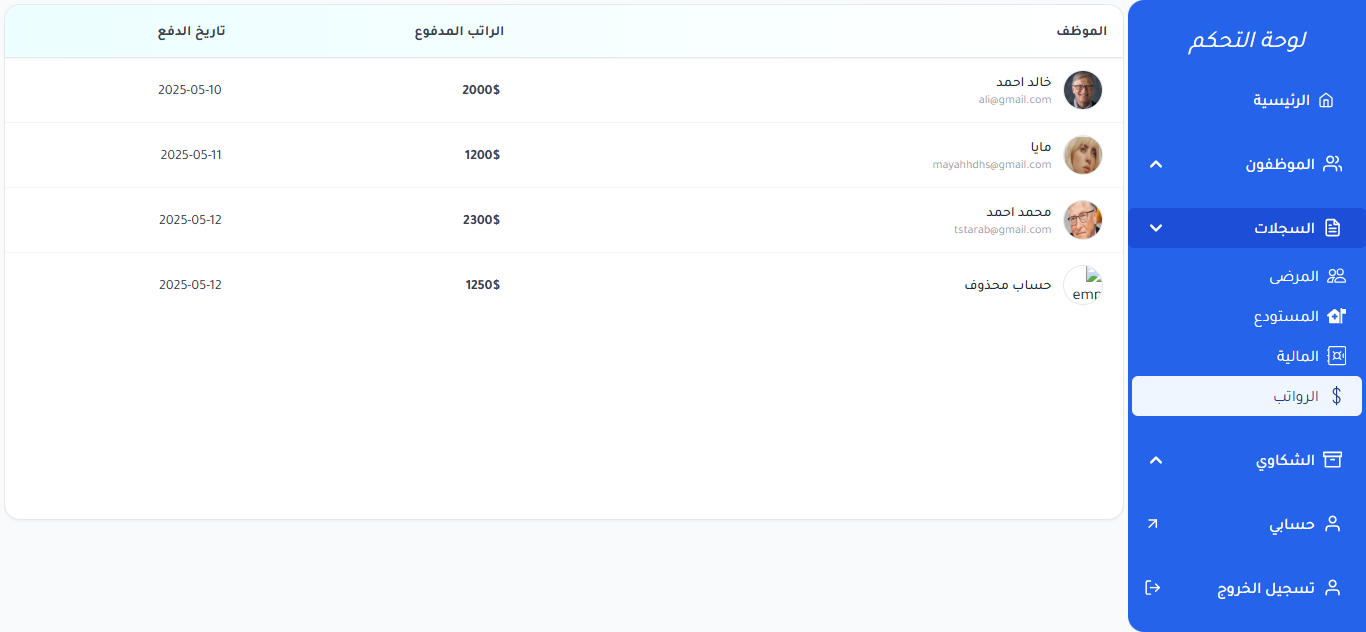 لوحة التحكم
الرئيسية
الموظفون
السجلات
المرضى
المستودع
المالية
الرواتب
الشكاوي
حسابي
تسجيل الخروج
الموظف الراتب المدفوع تاريخ الدفع
خالد احمد 2000$ 2025-05-10
ali@gmail.com
مايا 1200$ 2025-05-11
mayahhdhs@gmail.com
محمد احمد 2300$ 2025-05-12
tstarab@gmail.com
حساب محذوف 1250$ 2025-05-12